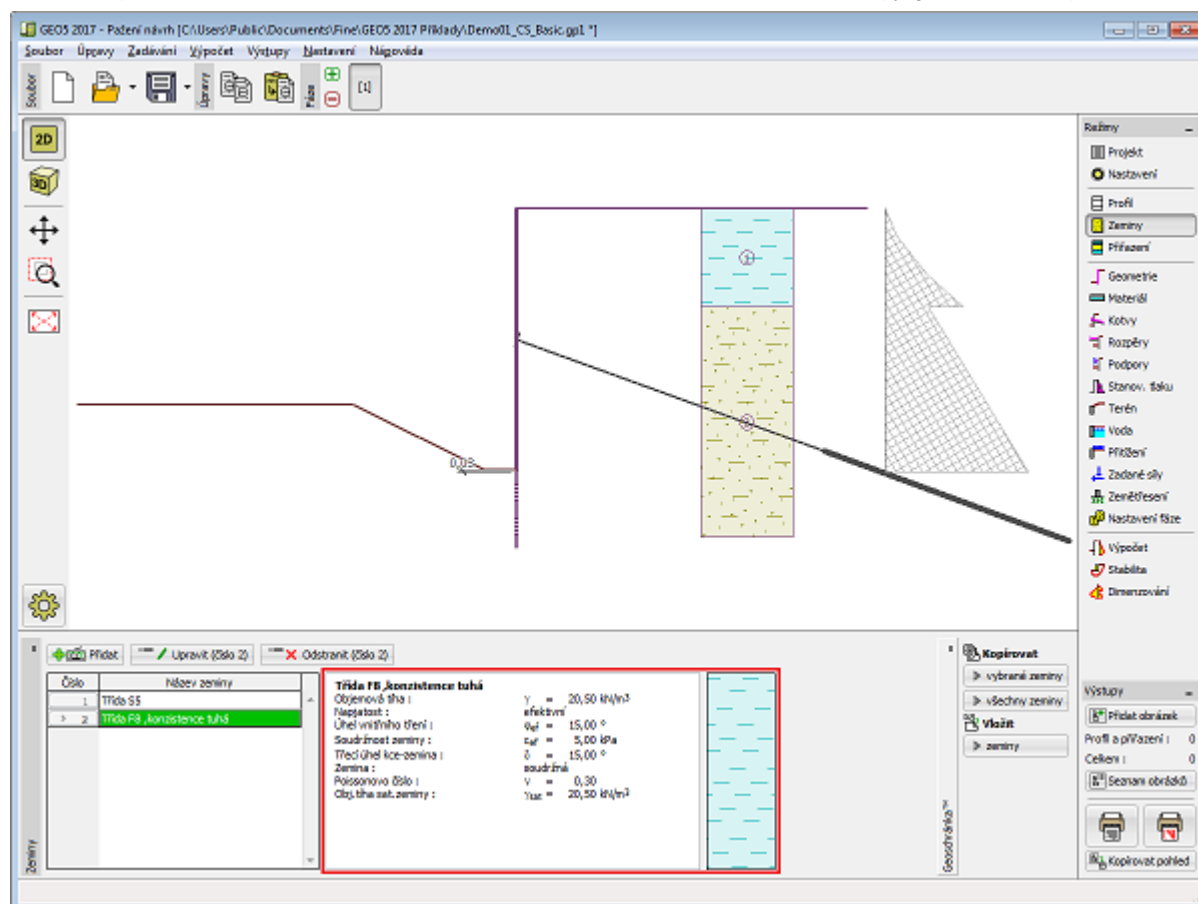 GEO5 2017 - Pažení návrh [C:\Users\Public\Documents\Fine\GEO5 2017 Příklady\Demo01_CS_Basic.gp1 *]
Soubor Úpravy Zadávání Výpočet Výstupy Nastavení Nápověda
Soubor
Úpravy
Fáze
[1]
2D
3D
1
2
0,03
Režimy
Projekt
Nastavení
Profil
Zeminy
Přiřazení
Geometrie
Materiál
Kotvy
Rozpěry
Podpory
Stanov. tlaku
Terén
Voda
Přitížení
Zadané síly
Zemětřesení
Nastavení fáze
Výpočet
Stabilita
Dimenzování
Zeminy
Přidat
Upravit (číslo 2)
Odstranit (číslo 2)
Číslo Název zeminy
1 Třída S5
2 Třída F8 ,konzistence tuhá
Třída F8 ,konzistence tuhá
Objemová tíha : γ = 20,50 kN/m3
Napjatost : efektivní
Úhel vnitřního tření : φef = 15,00 °
Soudržnost zeminy : cef = 5,00 kPa
Třecí úhel kce-zemina : δ = 15,00 °
Zemina : soudržná
Poissonovo číslo : ν = 0,30
Obj.tíha sat.zeminy : γsat = 20,50 kN/m3
Geoschránka™
Kopírovat
vybrané zeminy
všechny zeminy
Vložit
zeminy
Výstupy
Přidat obrázek
Profil a přiřazení : 0
Celkem : 0
Seznam obrázků
Kopírovat pohled